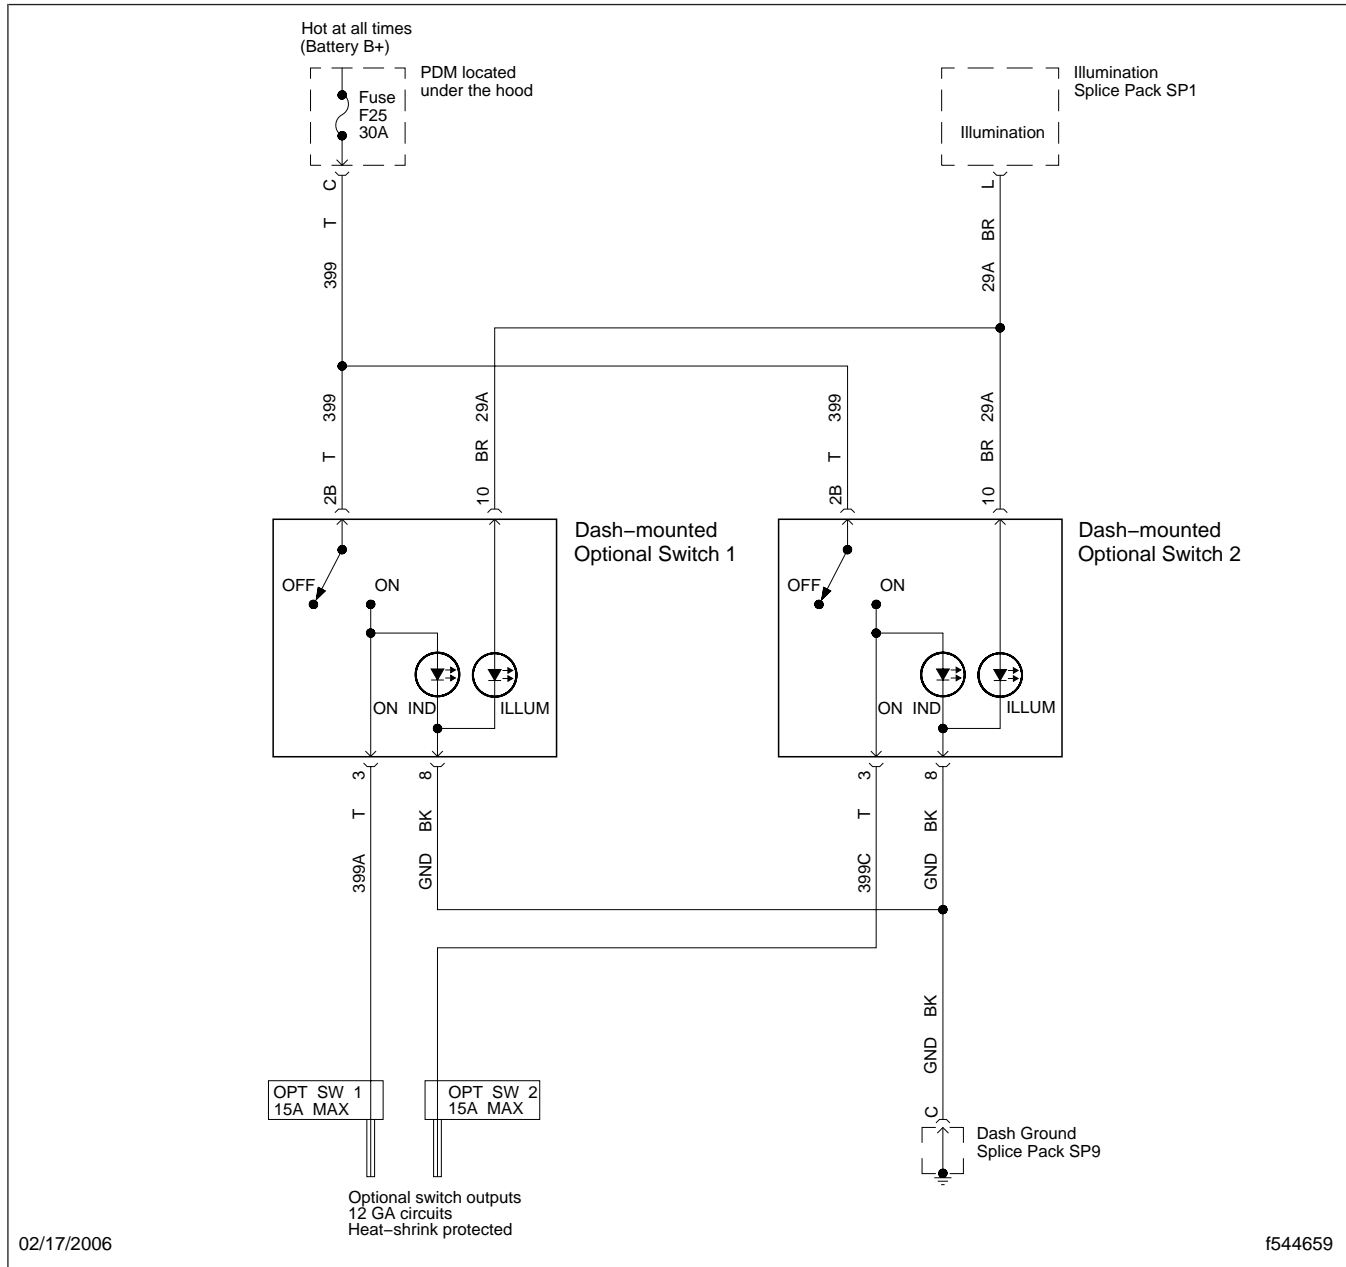 Hot at all times
(Battery B+)
PDM located
under the hood
Fuse
F25
30A
Illumination
Splice Pack SP1
Illumination
C
T
399
L
BR
29A
399
T
2B
29A
BR
10
399
T
2B
29A
BR
10
Dash−mounted
Optional Switch 1
OFF
ON
ON IND
ILLUM
Dash−mounted
Optional Switch 2
OFF
ON
ON IND
ILLUM
3
T
399A
8
BK
GND
3
T
399C
8
BK
GND
BK
GND
C
OPT SW 1
15A MAX
OPT SW 2
15A MAX
Dash Ground
Splice Pack SP9
Optional switch outputs
12 GA circuits
Heat−shrink protected
02/17/2006
f544659